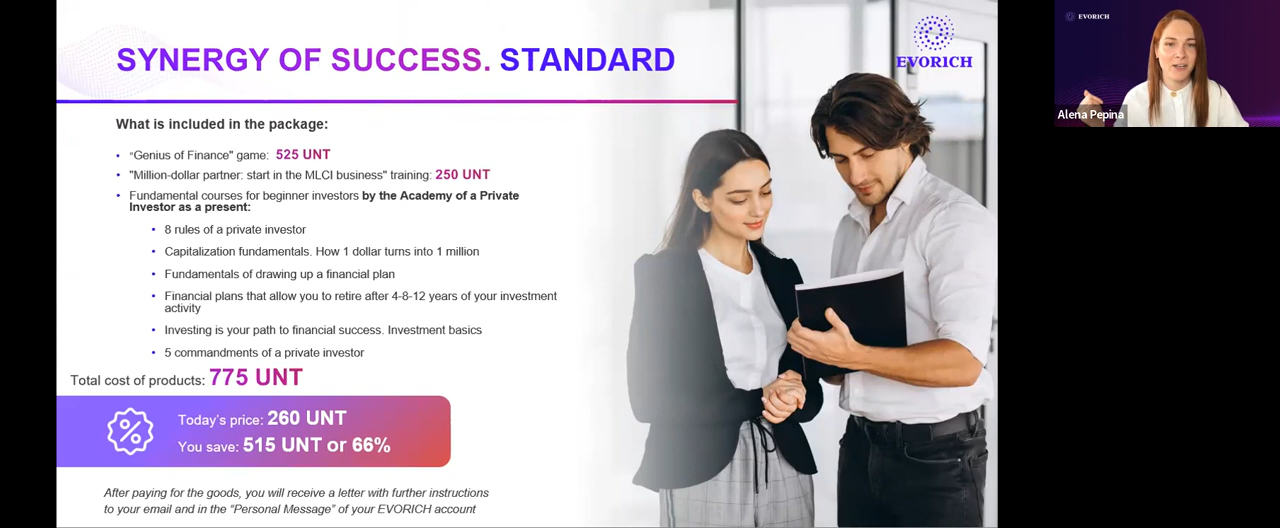 SYNERGY OF SUCCESS. STANDARD
EVORICH
What is included in the package:
• “Genius of Finance" game: 525 UNT
• "Million-dollar partner: start in the MLCI business" training: 250 UNT
• Fundamental courses for beginner investors by the Academy of a Private
Investor as a present:
• 8 rules of a private investor
• Capitalization fundamentals. How 1 dollar turns into 1 million
• Fundamentals of drawing up a financial plan
• Financial plans that allow you to retire after 4-8-12 years of your investment
activity
• Investing is your path to financial success. Investment basics
• 5 commandments of a private investor
Total cost of products: 775 UNT
%
Today’s price: 260 UNT
You save: 515 UNT or 66%
After paying for the goods, you will receive a letter with further instructions
to your email and in the “Personal Message” of your EVORICH account
EVORICH
Alena Pepina